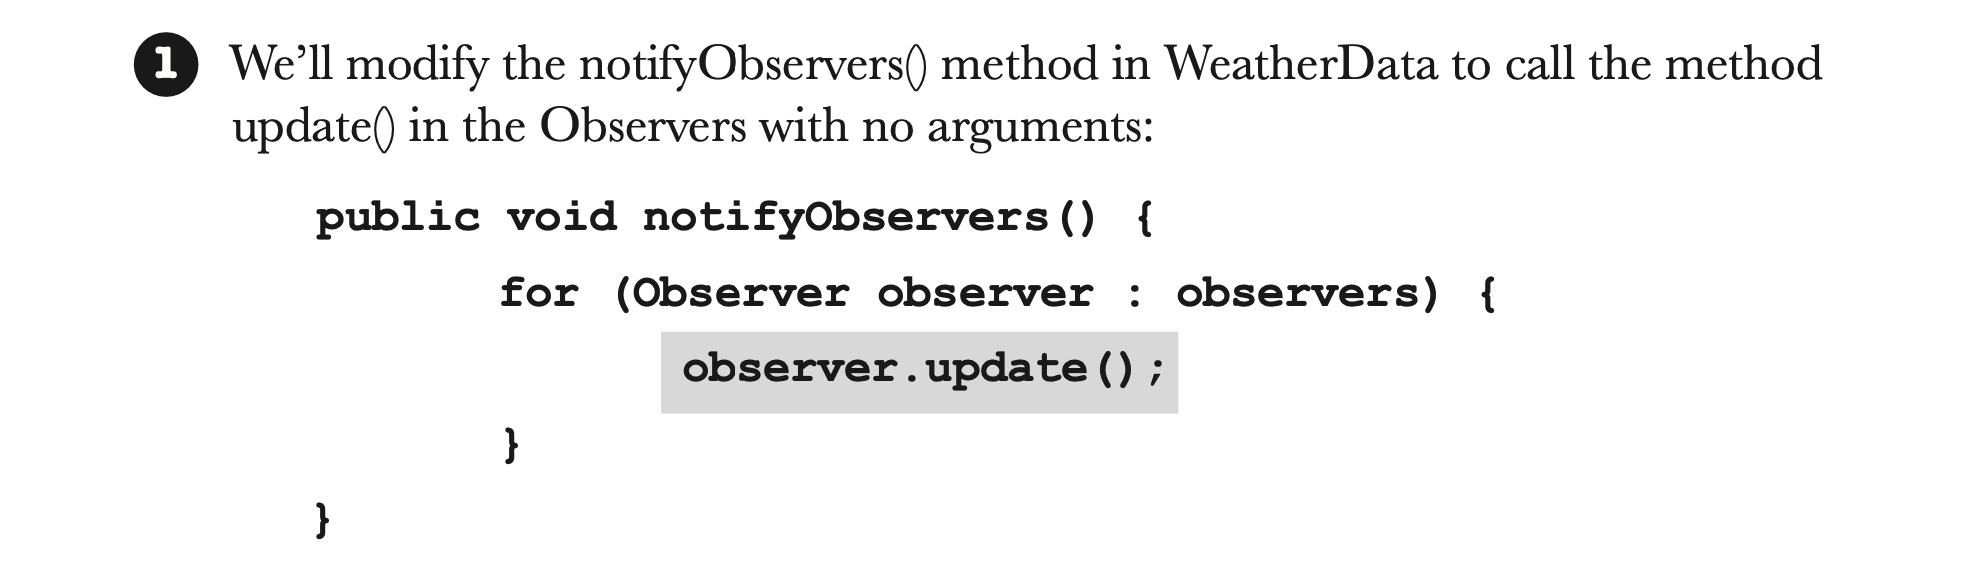 1 We’ll modify the notifyObservers() method in WeatherData to call the method
update() in the Observers with no arguments:
public void notifyObservers() {
for (Observer observer : observers) {
observer.update();
}
}